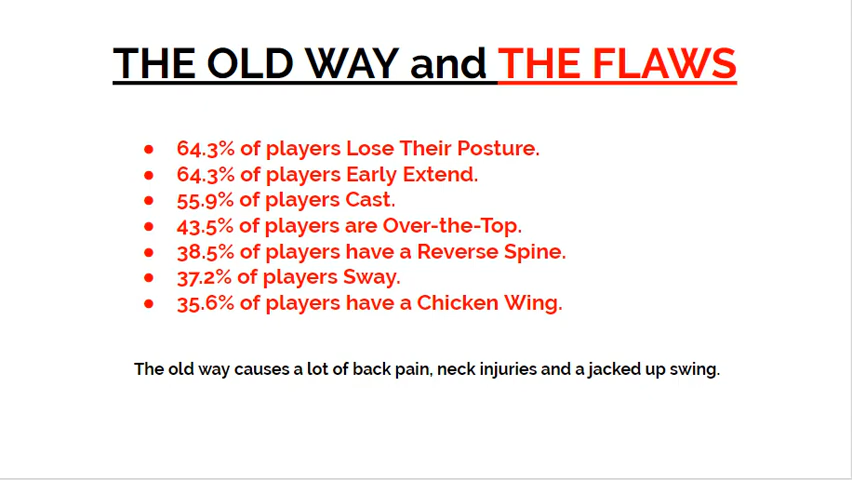 THE OLD WAY and THE FLAWS
● 64.3% of players Lose Their Posture.
● 64.3% of players Early Extend.
● 55.9% of players Cast.
● 43.5% of players are Over-the-Top.
● 38.5% of players have a Reverse Spine.
● 37.2% of players Sway.
● 35.6% of players have a Chicken Wing.
The old way causes a lot of back pain, neck injuries and a jacked up swing.